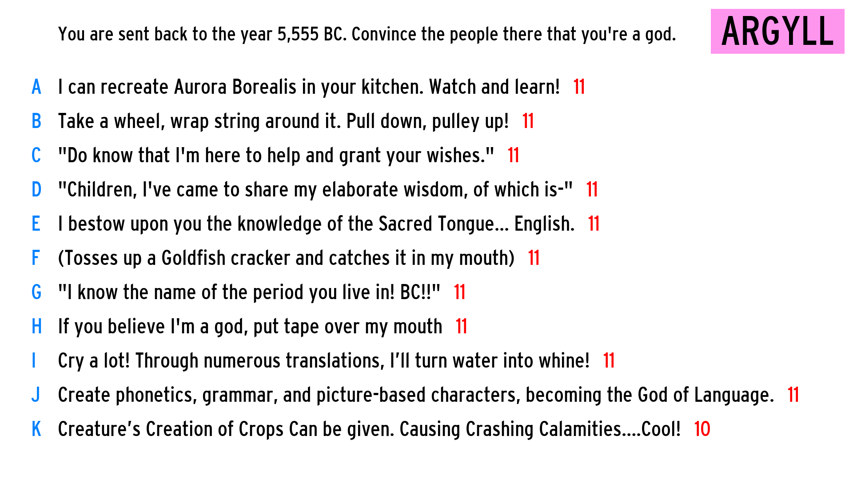 You are sent back to the year 5,555 BC. Convince the people there that you're a god.
ARGYLL
A I can recreate Aurora Borealis in your kitchen. Watch and learn! 11
B Take a wheel, wrap string around it. Pull down, pulley up! 11
C "Do know that I'm here to help and grant your wishes." 11
D "Children, I've came to share my elaborate wisdom, of which is-" 11
E I bestow upon you the knowledge of the Sacred Tongue... English. 11
F (Tosses up a Goldfish cracker and catches it in my mouth) 11
G "I know the name of the period you live in! BC!!" 11
H If you believe I'm a god, put tape over my mouth 11
I Cry a lot! Through numerous translations, I’ll turn water into whine! 11
J Create phonetics, grammar, and picture-based characters, becoming the God of Language. 11
K Creature’s Creation of Crops Can be given. Causing Crashing Calamities....Cool! 10